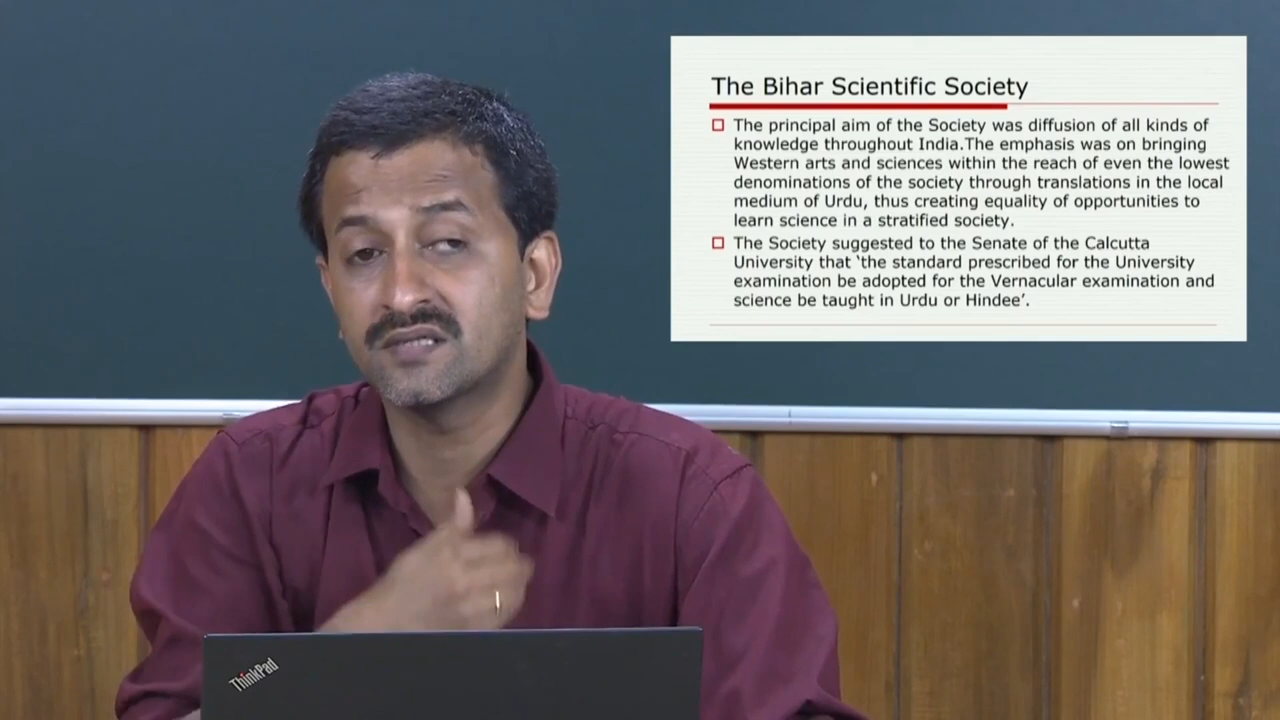 The Bihar Scientific Society
The principal aim of the Society was diffusion of all kinds of
knowledge throughout India.The emphasis was on bringing
Western arts and sciences within the reach of even the lowest
denominations of the society through translations in the local
medium of Urdu, thus creating equality of opportunities to
learn science in a stratified society.
The Society suggested to the Senate of the Calcutta
University that ‘the standard prescribed for the University
examination be adopted for the Vernacular examination and
science be taught in Urdu or Hindee’.
ThinkPad